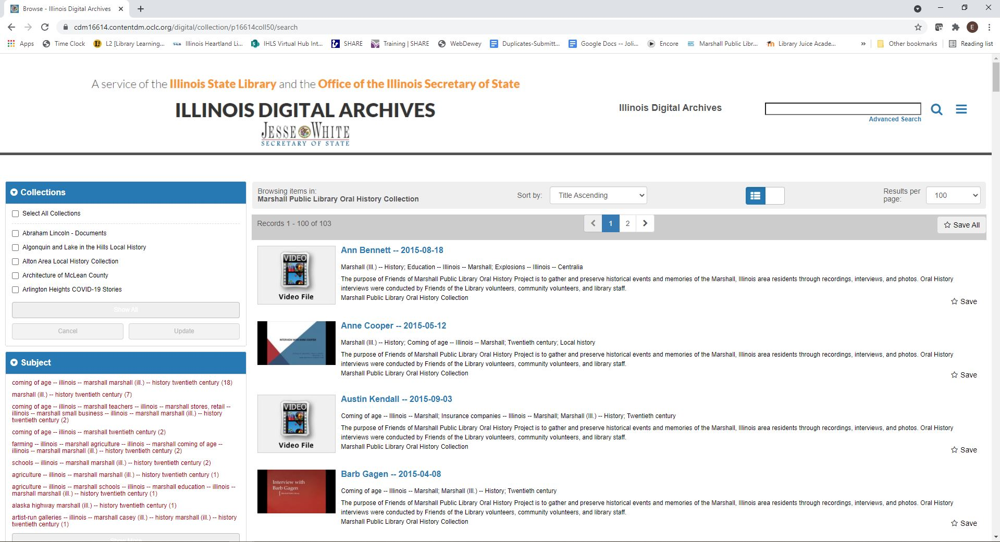 Browse - Illinois Digital Archives
cdm16614.contentdm.oclc.org/digital/collection/p16614coll50/search
E
Apps
Time Clock
L2 [Library Learning...
Illinois Heartland Li...
IHLS Virtual Hub Int...
SHARE
Training | SHARE
WebDewey
Duplicates-Submitt...
Google Docs -- Joli...
Encore
Marshall Public Libr...
Library Juice Acade...
»
Other bookmarks
Reading list
A service of the Illinois State Library and the Office of the Illinois Secretary of State
ILLINOIS DIGITAL ARCHIVES
JESSE WHITE
SECRETARY OF STATE
Illinois Digital Archives
Advanced Search
Collections
Select All Collections
Abraham Lincoln - Documents
Algonquin and Lake in the Hills Local History
Alton Area Local History Collection
Architecture of McLean County
Arlington Heights COVID-19 Stories
Show All
Cancel
Update
Subject
coming of age -- illinois -- marshall marshall (ill.) -- history twentieth century (18)
marshall (ill.) -- history twentieth century (7)
coming of age -- illinois -- marshall teachers -- illinois -- marshall stores, retail --
illinois -- marshall small business -- illinois -- marshall marshall (ill.) -- history
twentieth century (2)
coming of age -- illinois -- marshall twentieth century (2)
farming -- illinois -- marshall agriculture -- illinois -- marshall coming of age --
illinois -- marshall marshall (ill.) -- history twentieth century (2)
schools -- illinois -- marshall marshall (ill.) -- history twentieth century (2)
agriculture -- illinois -- marshall marshall (ill.) -- history twentieth century (1)
agriculture -- illinois -- marshall schools -- illinois -- marshall education -- illinois --
marshall marshall (ill.) -- history twentieth century (1)
alaska highway marshall (ill.) -- history twentieth century (1)
artist-run galleries -- illinois -- marshall casey (ill.) -- history marshall (ill.) -- history
twentieth century (1)
Show More
Browsing items in:
Marshall Public Library Oral History Collection
Sort by:
Title Ascending
Results per
page:
100
Records 1 - 100 of 103
1
2
Save All
VIDEO
Video File
Ann Bennett -- 2015-08-18
Marshall (Ill.) -- History; Education -- Illinois -- Marshall; Explosions -- Illinois -- Centralia
The purpose of Friends of Marshall Public Library Oral History Project is to gather and preserve historical events and memories of the Marshall, Illinois area residents through recordings, interviews, and photos. Oral History
interviews were conducted by Friends of the Library volunteers, community volunteers, and library staff.
Marshall Public Library Oral History Collection
Save
INTERVIEW WITH ANNE COOPER
Anne Cooper -- 2015-05-12
Marshall (Ill.) -- History; Coming of age -- Illinois -- Marshall; Twentieth century; Local history
The purpose of Friends of Marshall Public Library Oral History Project is to gather and preserve historical events and memories of the Marshall, Illinois area residents through recordings, interviews, and photos. Oral History
interviews were conducted by Friends of the Library volunteers, community volunteers, and library staff.
Marshall Public Library Oral History Collection
Save
VIDEO
Video File
Austin Kendall -- 2015-09-03
Coming of age -- Illinois -- Marshall; Insurance companies -- Illinois -- Marshall; Marshall (Ill.) -- History; Twentieth century
The purpose of Friends of Marshall Public Library Oral History Project is to gather and preserve historical events and memories of the Marshall, Illinois area residents through recordings, interviews, and photos. Oral History
interviews were conducted by Friends of the Library volunteers, community volunteers, and library staff.
Marshall Public Library Oral History Collection
Save
Interview with
Barb Gagen
Marshall Public Library
Barb Gagen -- 2015-04-08
Coming of age -- Illinois -- Marshall; Marshall (Ill.) -- History; Twentieth century
The purpose of Friends of Marshall Public Library Oral History Project is to gather and preserve historical events and memories of the Marshall, Illinois area residents through recordings, interviews, and photos. Oral History
interviews were conducted by Friends of the Library volunteers, community volunteers, and library staff.
Marshall Public Library Oral History Collection
Save